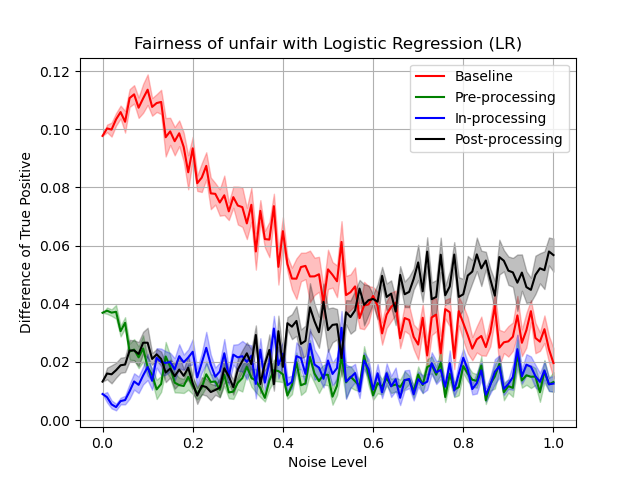 Fairness of unfair with Logistic Regression (LR)
Baseline
Pre-processing
In-processing
Post-processing
Difference of True Positive
0.12
0.10
0.08
0.06
0.04
0.02
0.00
0.0 0.2 0.4 0.6 0.8 1.0
Noise Level